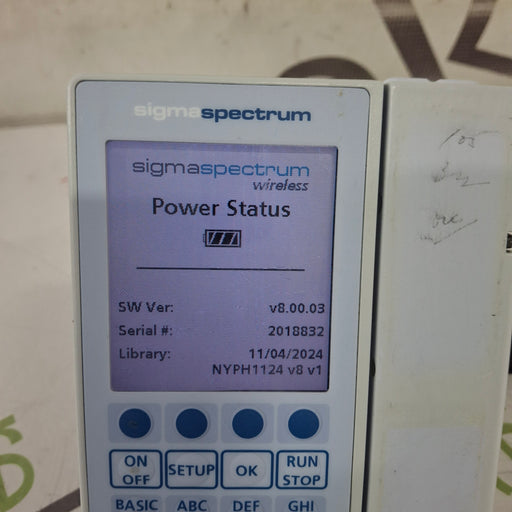 sigmaspectrum
sigmaspectrum
wireless
Power Status
SW Ver: v8.00.03
Serial #: 2018832
Library: 11/04/2024
NYPH1124 v8 v1
ON OFF
SETUP
OK
RUN STOP
BASIC ABC DEF GHI